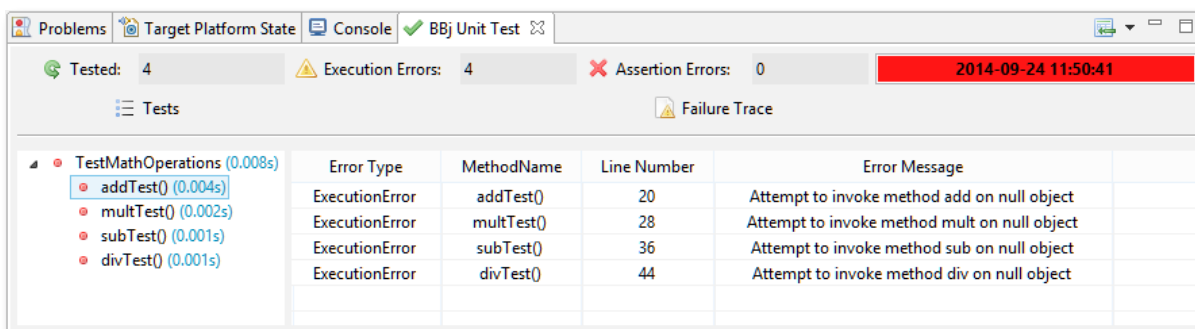 Problems Target Platform State Console BBj Unit Test
Tested: 4 Execution Errors: 4 Assertion Errors: 0 2014-09-24 11:50:41
Tests Failure Trace
TestMathOperations (0.008s)
addTest() (0.004s)
multTest() (0.002s)
subTest() (0.001s)
divTest() (0.001s)
Error Type MethodName Line Number Error Message
ExecutionError addTest() 20 Attempt to invoke method add on null object
ExecutionError multTest() 28 Attempt to invoke method mult on null object
ExecutionError subTest() 36 Attempt to invoke method sub on null object
ExecutionError divTest() 44 Attempt to invoke method div on null object